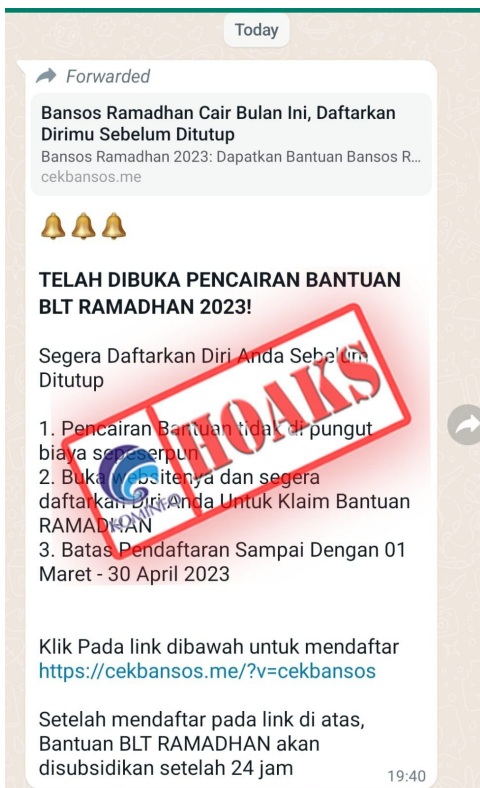 Today
Forwarded
Bansos Ramadhan Cair Bulan Ini, Daftarkan
Dirimu Sebelum Ditutup
Bansos Ramadhan 2023: Dapatkan Bantuan Bansos R...
cekbansos.me
TELAH DIBUKA PENCAIRAN BANTUAN
BLT RAMADHAN 2023!
Segera Daftarkan Diri Anda Sebelum
Ditutup
1. Pencairan Bantuan tidak di pungut
biaya sepeserpun
2. Buka websitenya dan segera
daftarkan Diri Anda Untuk Klaim Bantuan
RAMADHAN
3. Batas Pendaftaran Sampai Dengan 01
Maret - 30 April 2023
HOAKS
KOMINFO
Klik Pada link dibawah untuk mendaftar
https://cekbansos.me/?v=cekbansos
Setelah mendaftar pada link di atas,
Bantuan BLT RAMADHAN akan
disubsidikan setelah 24 jam
19:40